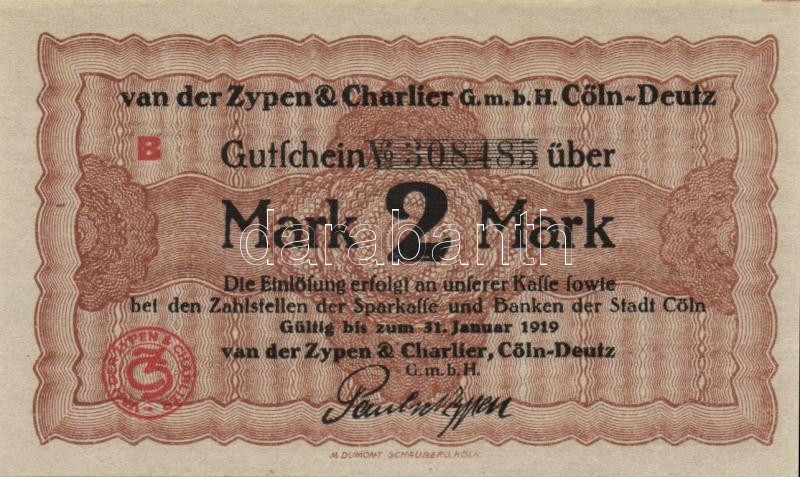 van der Zypen & Charlier G.m.b.H. Cöln-Deutz
B
Gutſchein № 308485 über
Mark 2 Mark
darabanth
Die Einlöſung erfolgt an unſerer Kaſſe ſowie
bei den Zahlſtellen der Sparkaſſe und Banken der Stadt Cöln
Gültig bis zum 31. Januar 1919
van der Zypen & Charlier, Cöln-Deutz
G.m.b.H.
M. DUMONT SCHAUBERG, KÖLN.